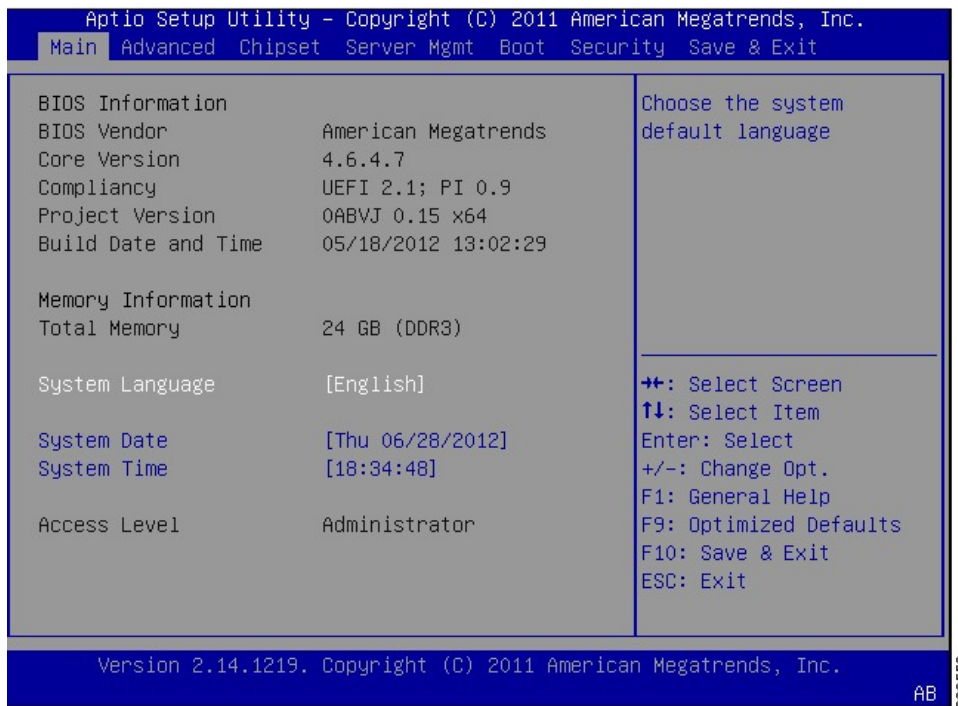 Aptio Setup Utility – Copyright (C) 2011 American Megatrends, Inc.
Main Advanced Chipset Server Mgmt Boot Security Save & Exit
BIOS Information
BIOS Vendor American Megatrends
Core Version 4.6.4.7
Compliancy UEFI 2.1; PI 0.9
Project Version 0ABVJ 0.15 x64
Build Date and Time 05/18/2012 13:02:29
Memory Information
Total Memory 24 GB (DDR3)
System Language [English]
System Date [Thu 06/28/2012]
System Time [18:34:48]
Access Level Administrator
Choose the system
default language
→←: Select Screen
↑↓: Select Item
Enter: Select
+/-: Change Opt.
F1: General Help
F9: Optimized Defaults
F10: Save & Exit
ESC: Exit
Version 2.14.1219. Copyright (C) 2011 American Megatrends, Inc.
AB